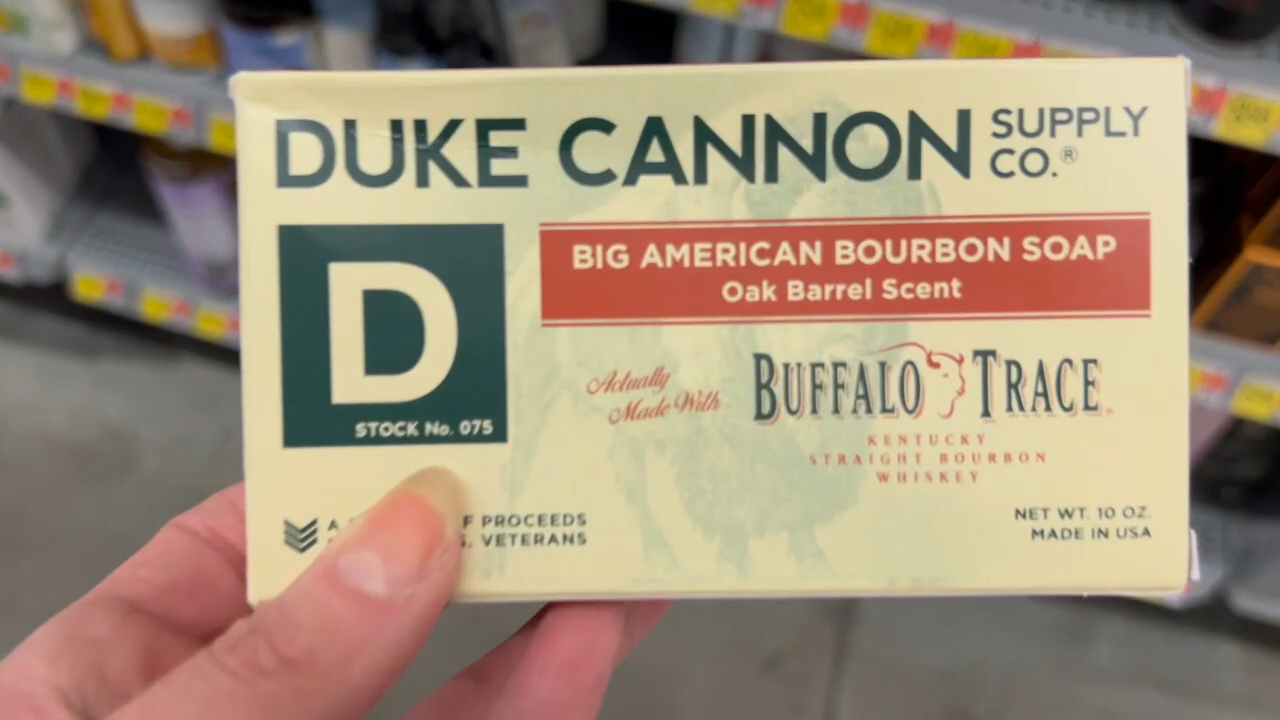 DUKE CANNON SUPPLY CO.®
D
STOCK No. 075
BIG AMERICAN BOURBON SOAP
Oak Barrel Scent
Actually
Made With
BUFFALO TRACE
KENTUCKY
STRAIGHT BOURBON
WHISKEY
A F PROCEEDS
VETERANS
NET WT. 10 OZ.
MADE IN USA